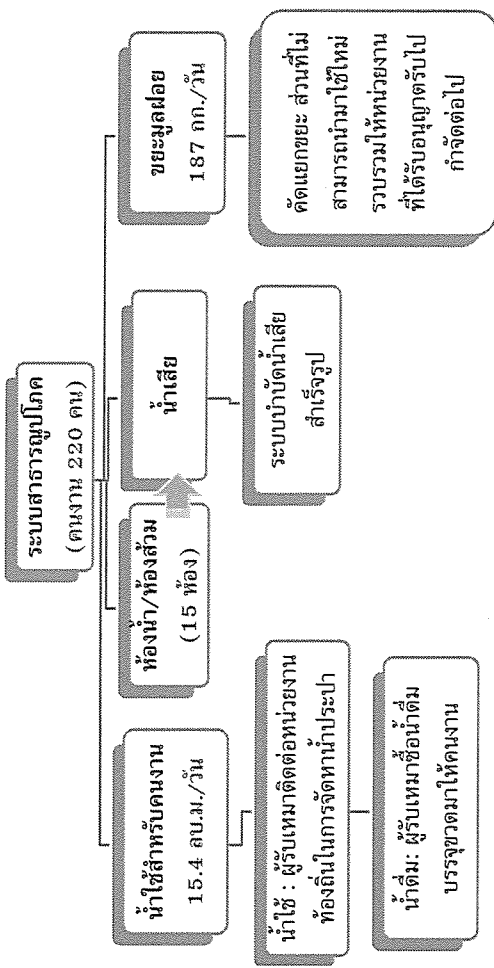 ระบบสาธารณูปโภค
(คนงาน 220 คน)
น้ำใช้สำหรับคนงาน
15.4 ลบ.ม./วัน
ห้องน้ำ/ห้องส้วม
(15 ห้อง)
น้ำเสีย
ขยะมูลฝอย
187 กก./วัน
น้ำใช้ : ผู้รับเหมาติดต่อหน่วยงาน
ท้องถิ่นในการจัดหาน้ำประปา
ระบบบำบัดน้ำเสีย
สำเร็จรูป
คัดแยกขยะ ส่วนที่ไม่
สามารถนำมาใช้ใหม่
รวบรวมให้หน่วยงาน
ที่ได้รับอนุญาตรับไป
กำจัดต่อไป
น้ำดื่ม: ผู้รับเหมาซื้อน้ำดื่ม
บรรจุขวดมาให้คนงาน